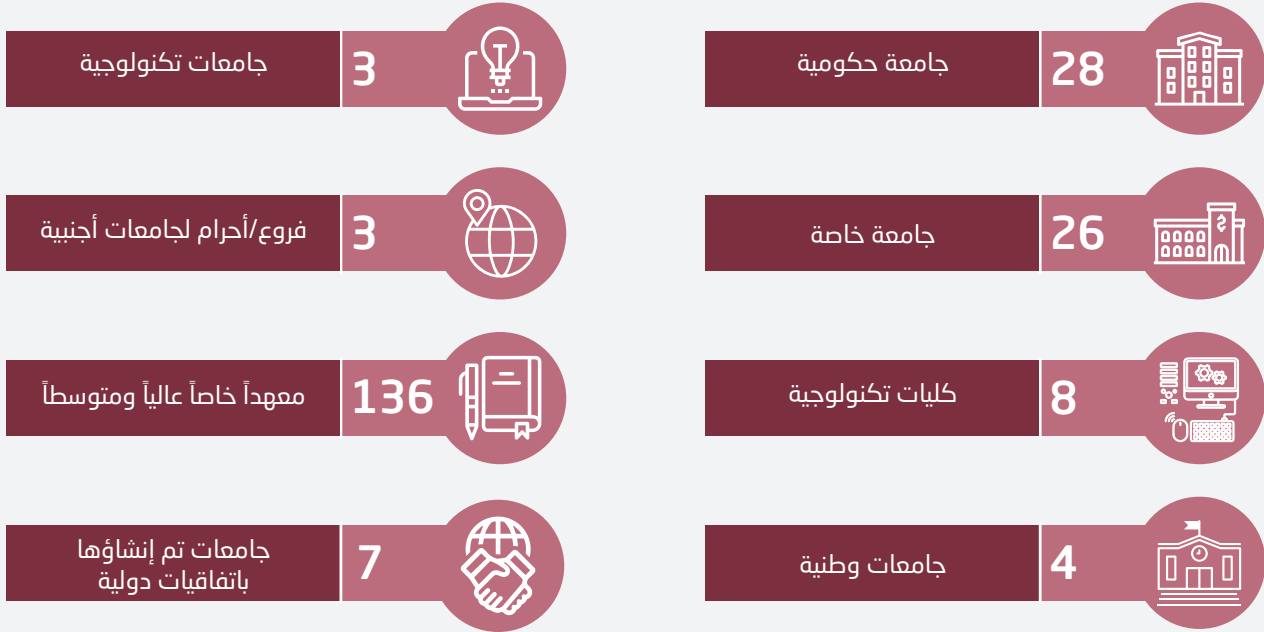 28
جامعة حكومية
3
جامعات تكنولوجية
26
جامعة خاصة
3
فروع/أحرام لجامعات أجنبية
8
كليات تكنولوجية
136
معهداً خاصاً عالياً ومتوسطاً
4
جامعات وطنية
7
جامعات تم إنشاؤها
باتفاقيات دولية